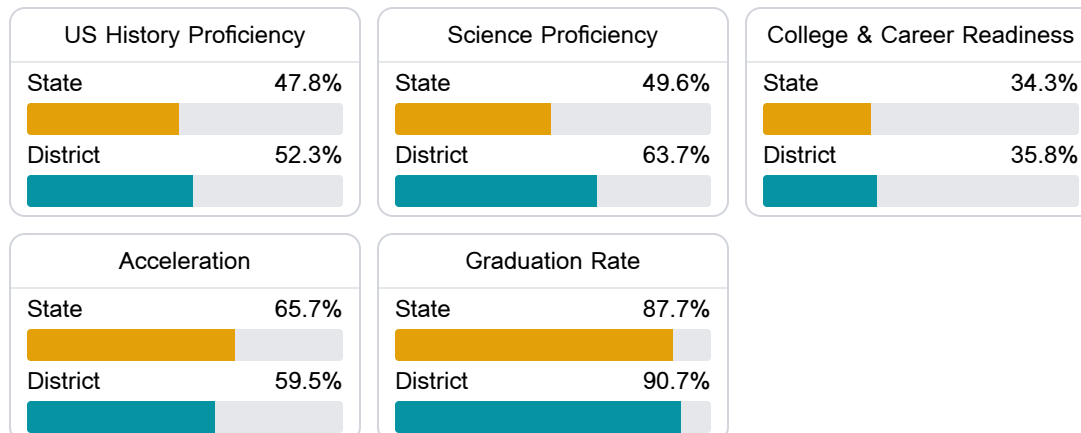 US History Proficiency
State 47.8%
District 52.3%
Science Proficiency
State 49.6%
District 63.7%
College & Career Readiness
State 34.3%
District 35.8%
Acceleration
State 65.7%
District 59.5%
Graduation Rate
State 87.7%
District 90.7%